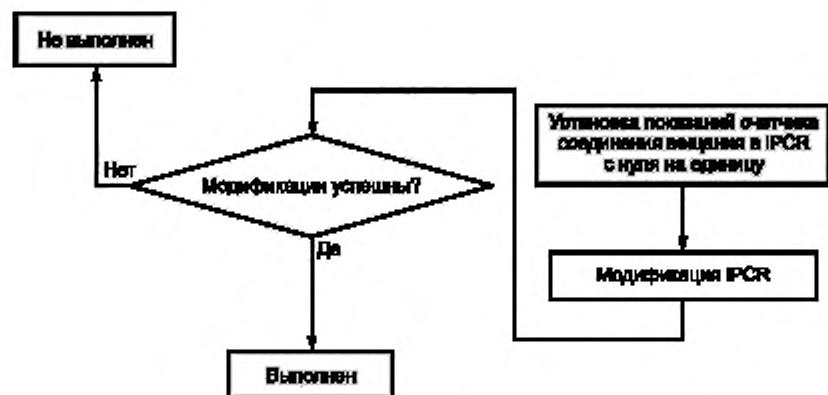 Не выполнен
Установка показаний счетчика
соединения вещания в IPCR
с нуля на единицу
Нет
Модификации успешны?
Да
Модификация IPCR
Выполнен